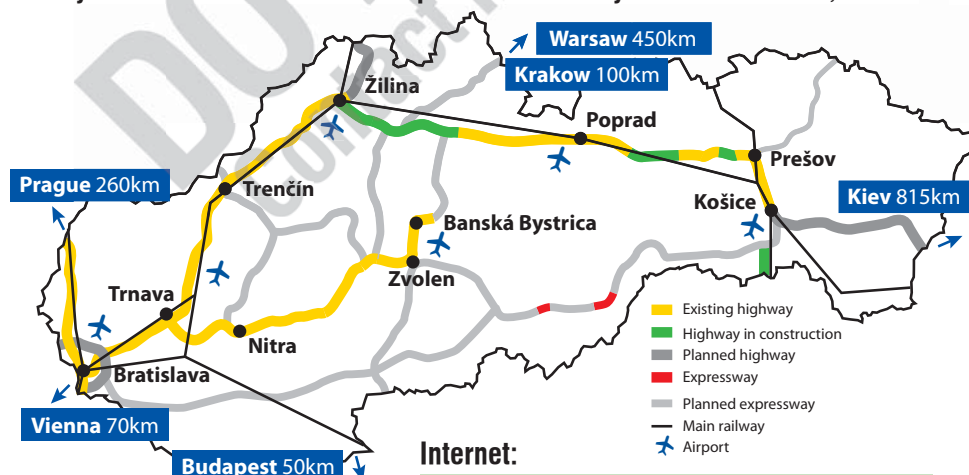 Warsaw 450km
Krakow 100km
Žilina
Poprad
Prešov
Prague 260km
Trenčín
Košice
Kiev 815km
Banská Bystrica
Zvolen
Trnava
Nitra
Bratislava
Vienna 70km
Budapest 50km
Existing highway
Highway in construction
Planned highway
Expressway
Planned expressway
Main railway
Airport
Internet: